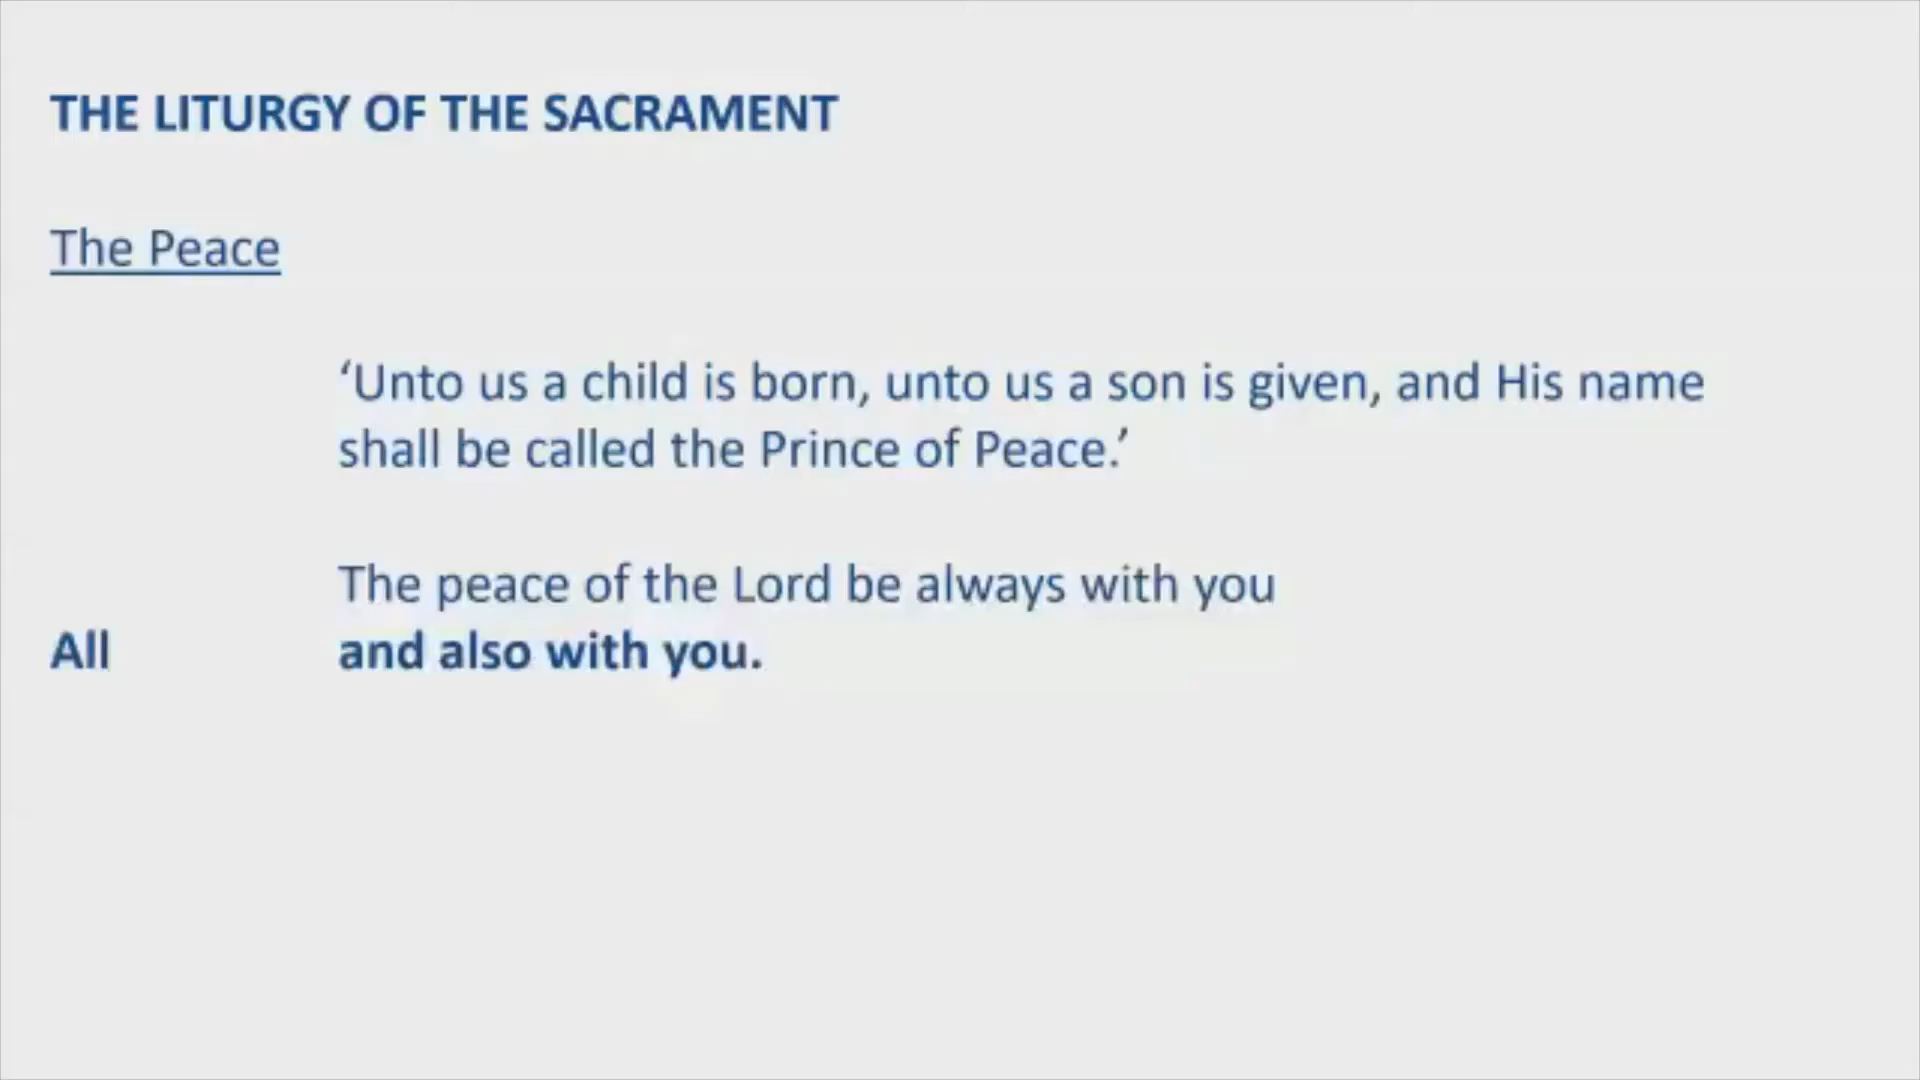 THE LITURGY OF THE SACRAMENT
The Peace
‘Unto us a child is born, unto us a son is given, and His name
shall be called the Prince of Peace.’
The peace of the Lord be always with you
All and also with you.